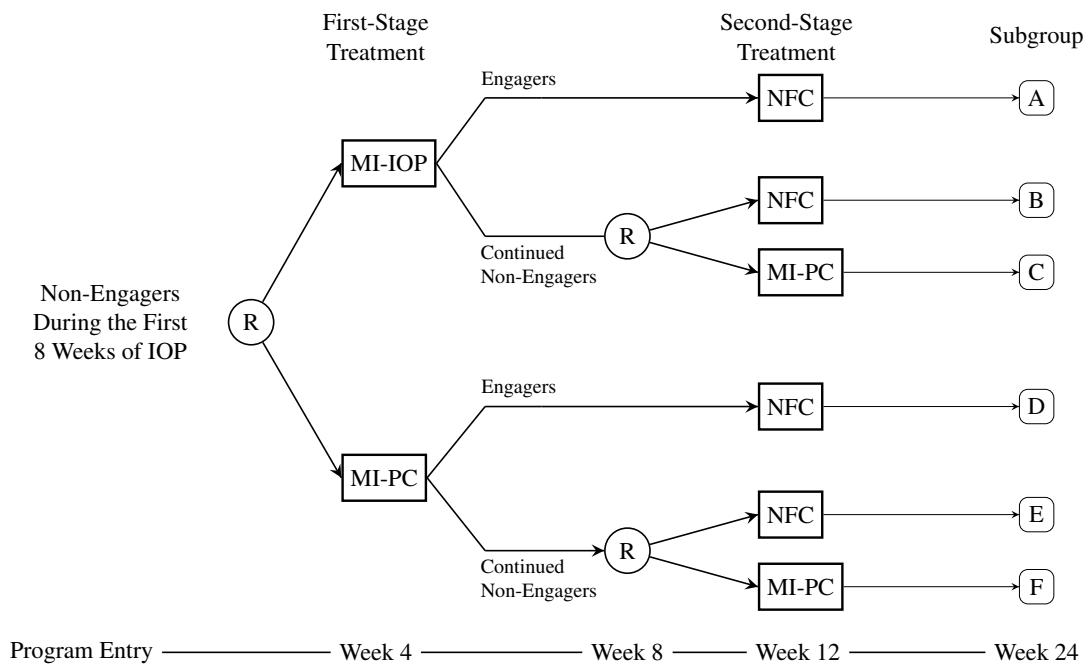 First-Stage
Treatment
Second-Stage
Treatment
Subgroup
Engagers
NFC
A
MI-IOP
NFC
B
R
Continued
Non-Engagers
MI-PC
C
Non-Engagers
During the First
8 Weeks of IOP
R
Engagers
NFC
D
MI-PC
NFC
E
R
Continued
Non-Engagers
MI-PC
F
Program Entry
Week 4
Week 8
Week 12
Week 24